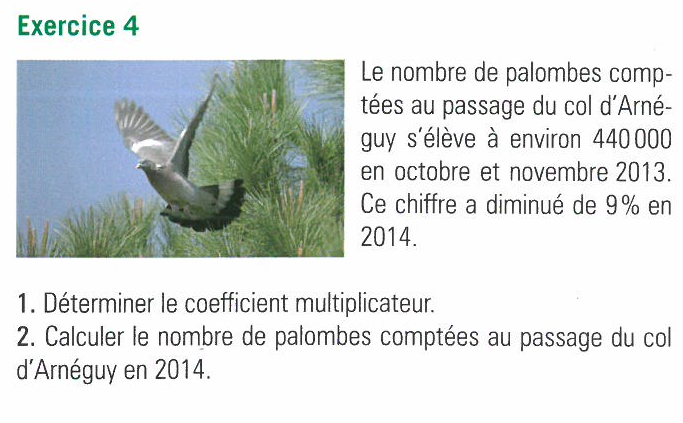 Exercice 4
Le nombre de palombes comp-
tées au passage du col d'Arné-
guy s'élève à environ 440 000
en octobre et novembre 2013.
Ce chiffre a diminué de 9 % en
2014.
1. Déterminer le coefficient multiplicateur.
2. Calculer le nombre de palombes comptées au passage du col
d'Arnéguy en 2014.